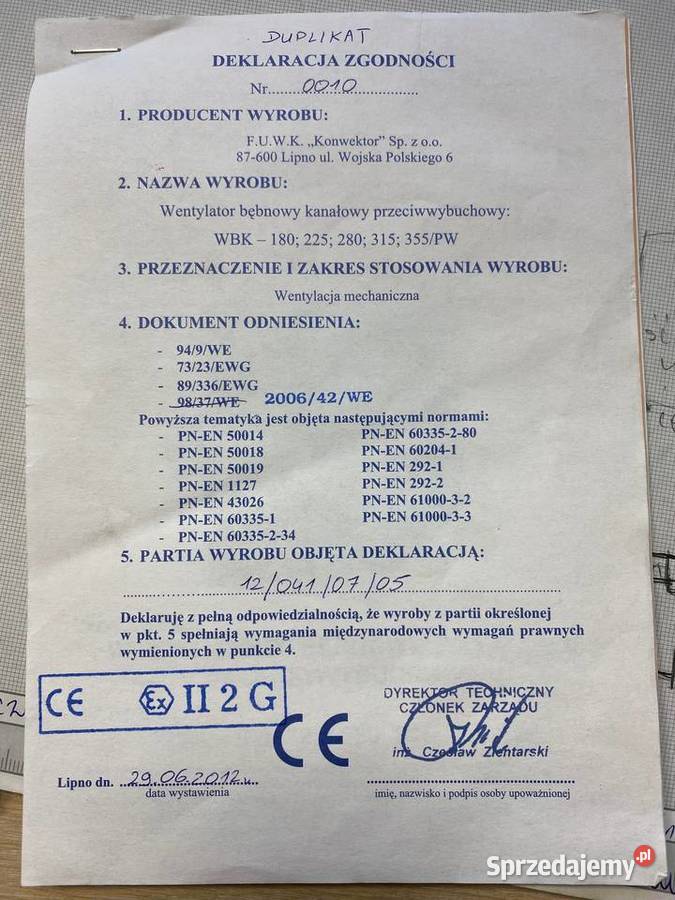 DUPLIKAT
DEKLARACJA ZGODNOŚCI
Nr.......0010................
1. PRODUCENT WYROBU:
F.U.W.K. „Konwektor” Sp. z o.o.
87-600 Lipno ul. Wojska Polskiego 6
2. NAZWA WYROBU:
Wentylator bębnowy kanałowy przeciwwybuchowy:
WBK – 180; 225; 280; 315; 355/PW
3. PRZEZNACZENIE I ZAKRES STOSOWANIA WYROBU:
Wentylacja mechaniczna
4. DOKUMENT ODNIESIENIA:
- 94/9/WE
- 73/23/EWG
- 89/336/EWG
- 98/37/WE 2006/42/WE
Powyższa tematyka jest objęta następującymi normami:
- PN-EN 50014 PN-EN 60335-2-80
- PN-EN 50018 PN-EN 60204-1
- PN-EN 50019 PN-EN 292-1
- PN-EN 1127 PN-EN 292-2
- PN-EN 43026 PN-EN 61000-3-2
- PN-EN 60335-1 PN-EN 61000-3-3
- PN-EN 60335-2-34
5. PARTIA WYROBU OBJĘTA DEKLARACJĄ:
12/041/07/05
Deklaruję z pełną odpowiedzialnością, że wyroby z partii określonej
w pkt. 5 spełniają wymagania międzynarodowych wymagań prawnych
wymienionych w punkcie 4.
CE Ex II 2 G
CE
DYREKTOR TECHNICZNY
CZŁONEK ZARZĄDU
inż. Czesław Zientarski
Lipno dn. 29.06.2012
data wystawienia
imię, nazwisko i podpis osoby upoważnionej
Sprzedajemy.pl